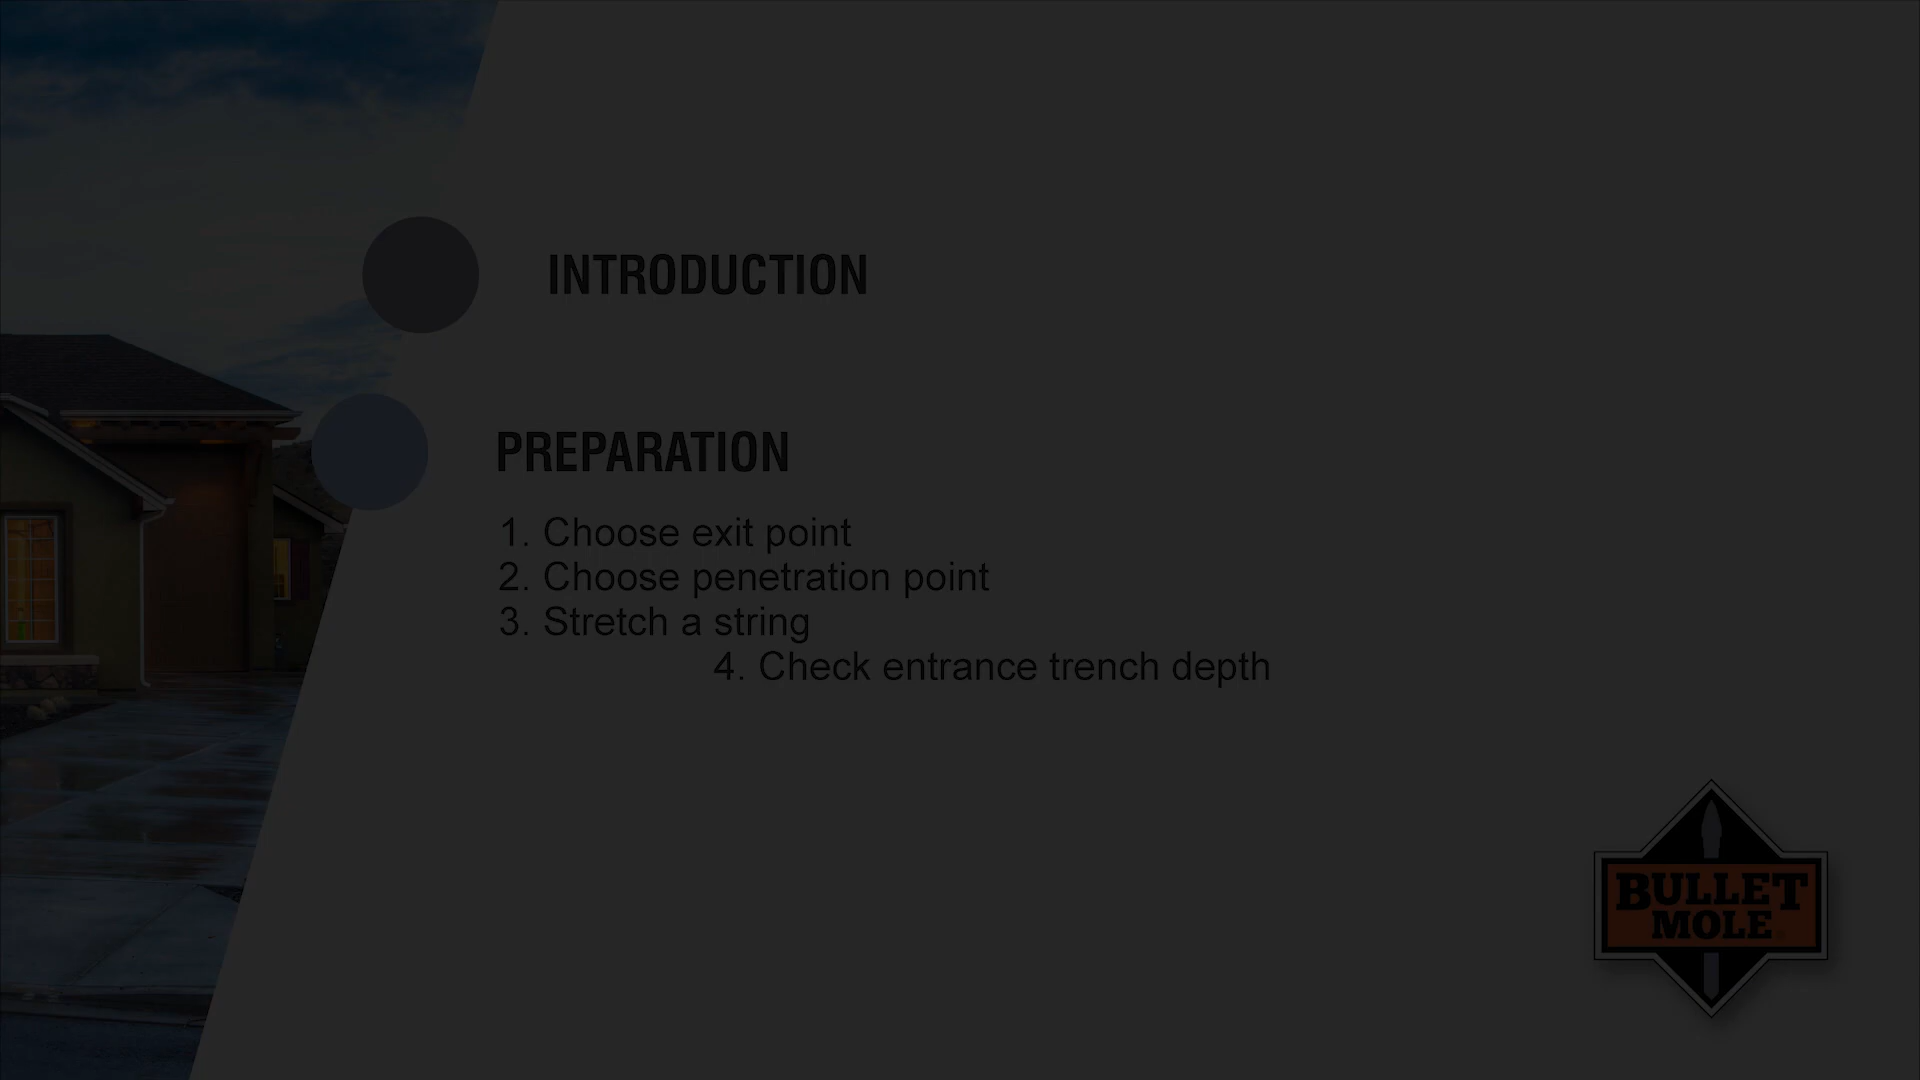 INTRODUCTION
PREPARATION
1. Choose exit point
2. Choose penetration point
3. Stretch a string
4. Check entrance trench depth
BULLET
MOLE